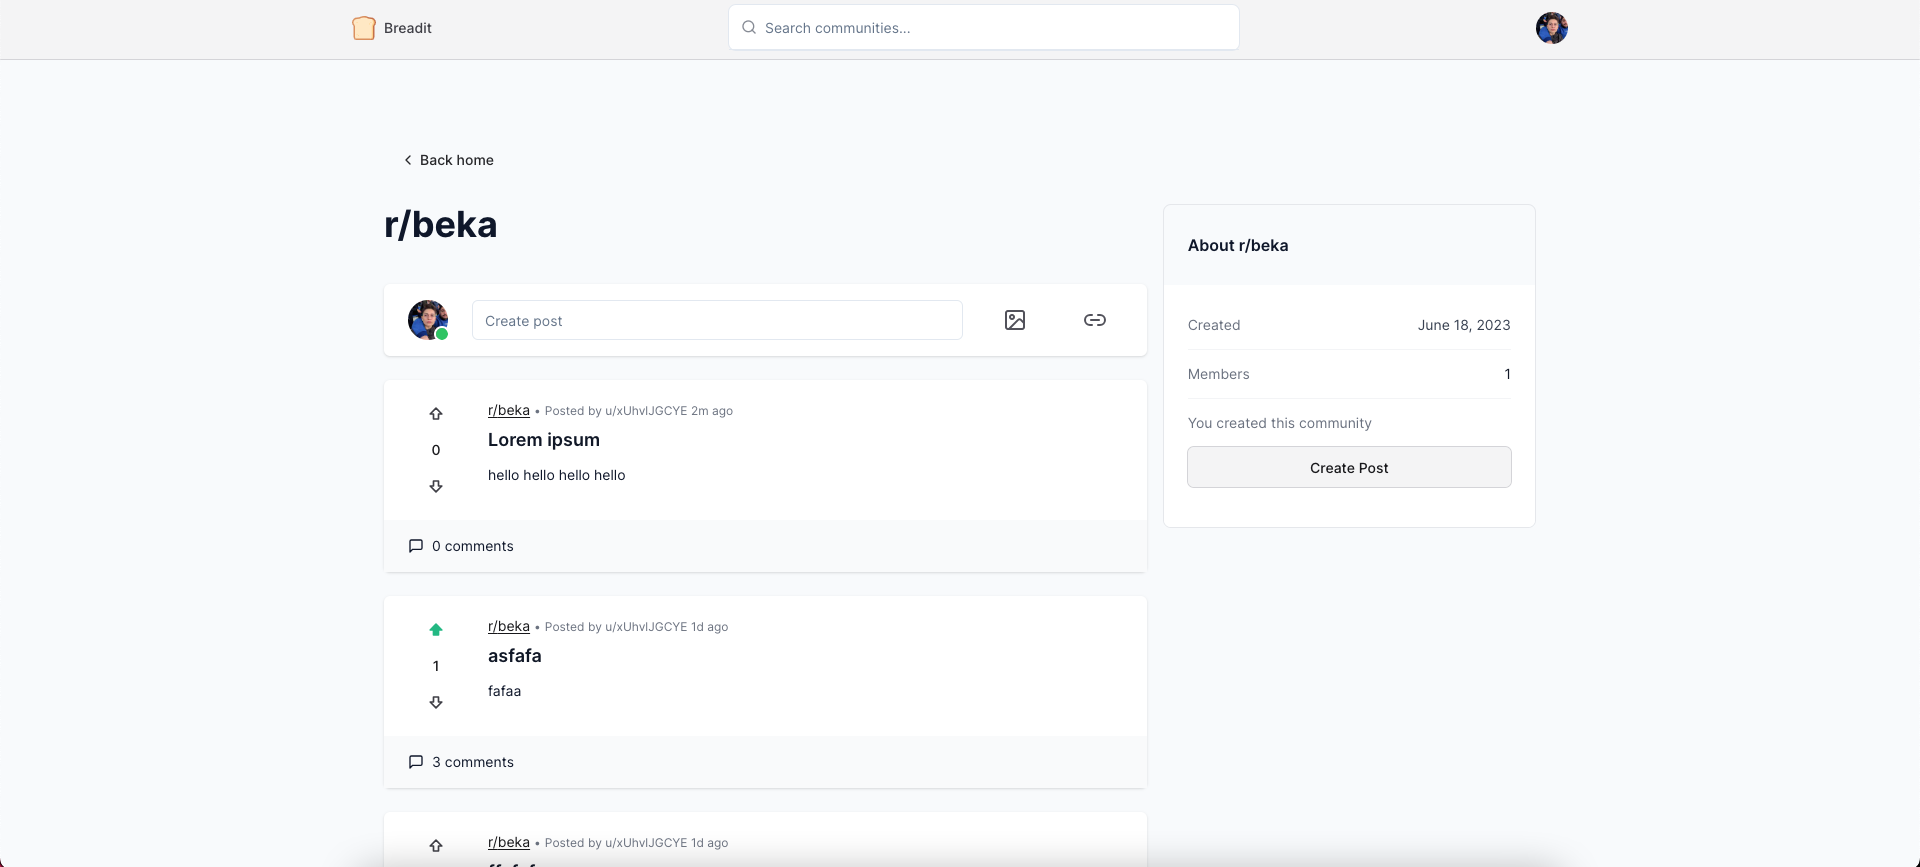 Breadit
Search communities...
Back home
r/beka
Create post
r/beka • Posted by u/xUhvIJGCYE 2m ago
Lorem ipsum
0
hello hello hello hello
0 comments
r/beka • Posted by u/xUhvIJGCYE 1d ago
asfafa
1
fafaa
3 comments
r/beka • Posted by u/xUhvIJGCYE 1d ago
About r/beka
Created June 18, 2023
Members 1
You created this community
Create Post